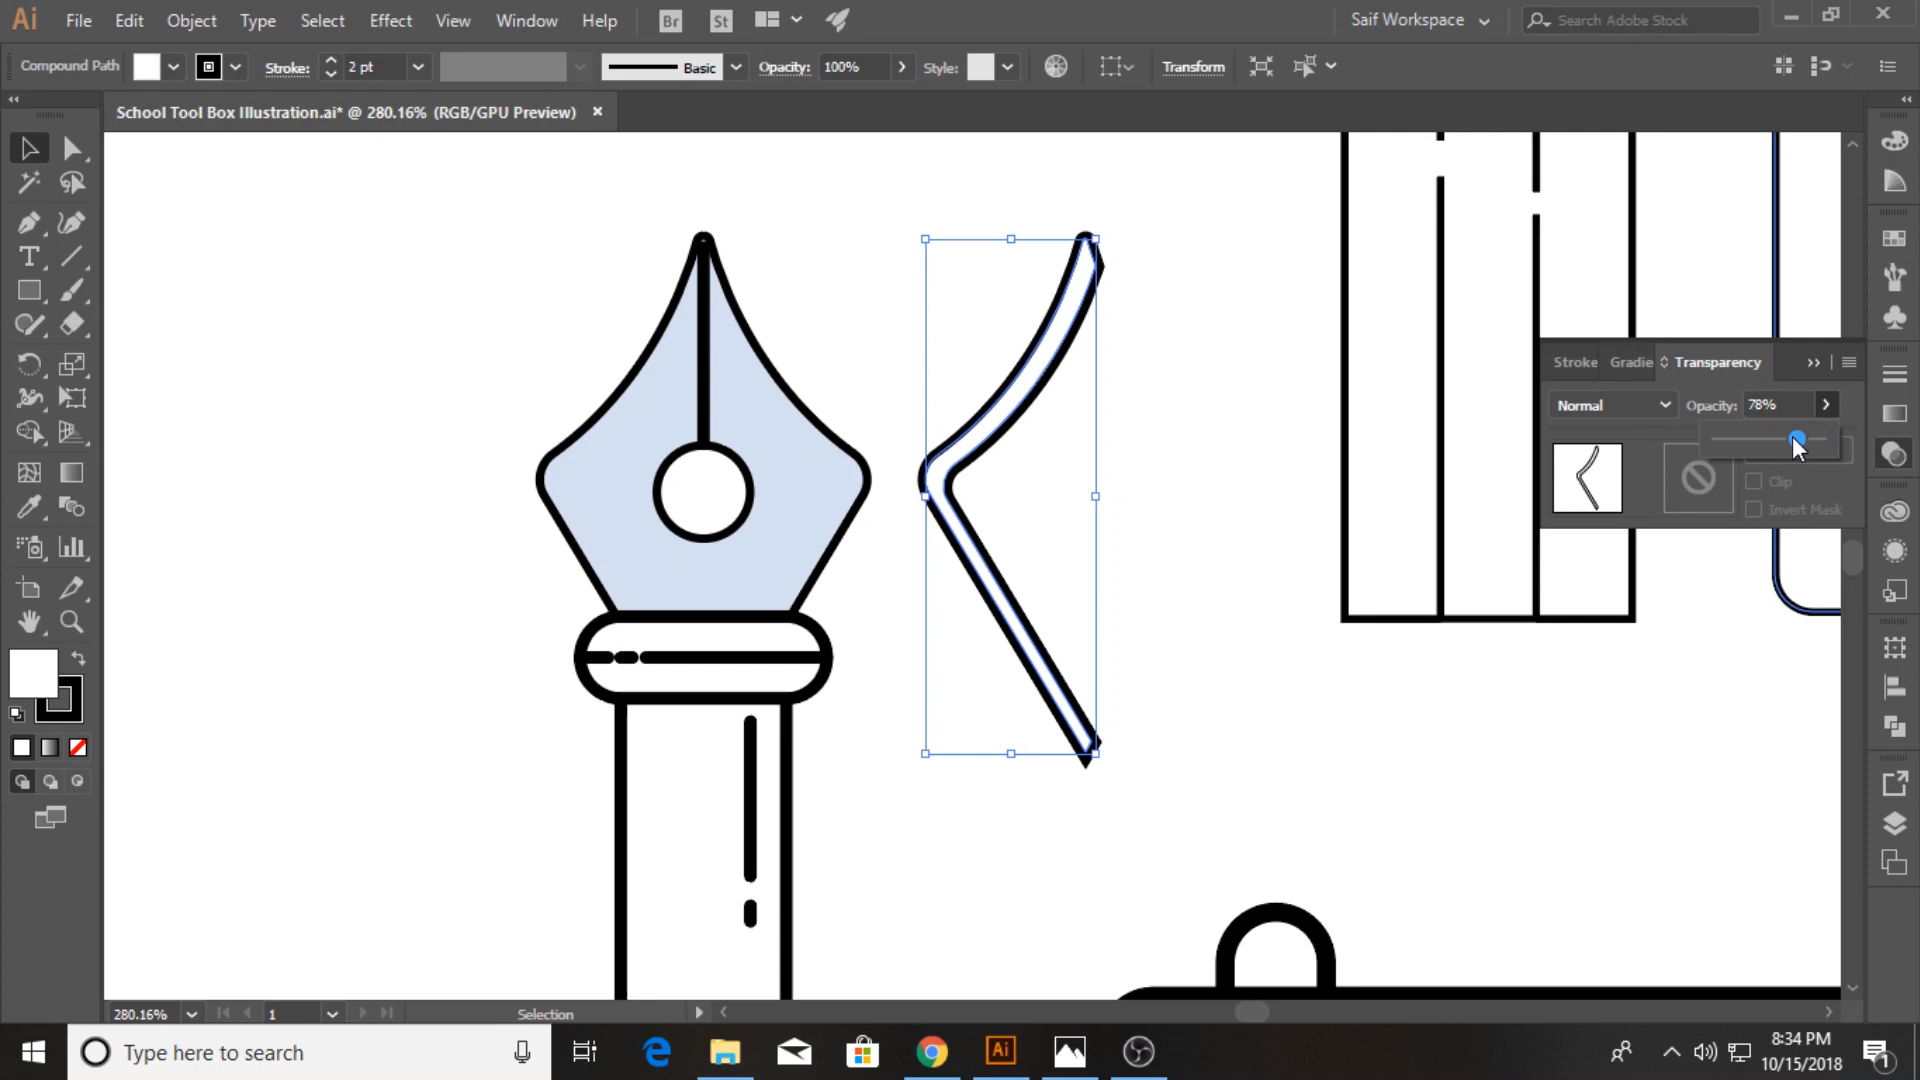 Ai File Edit Object Type Select Effect View Window Help Br St Saif Workspace Search Adobe Stock
Compound Path Stroke: 2 pt Basic Opacity: 100% Style: Transform
School Tool Box Illustration.ai* @ 280.16% (RGB/GPU Preview) ×
Stroke Gradie Transparency
Normal Opacity: 78%
Clip
Invert Mask
280.16% 1 Selection
Type here to search Ai 8:34 PM
10/15/2018 1